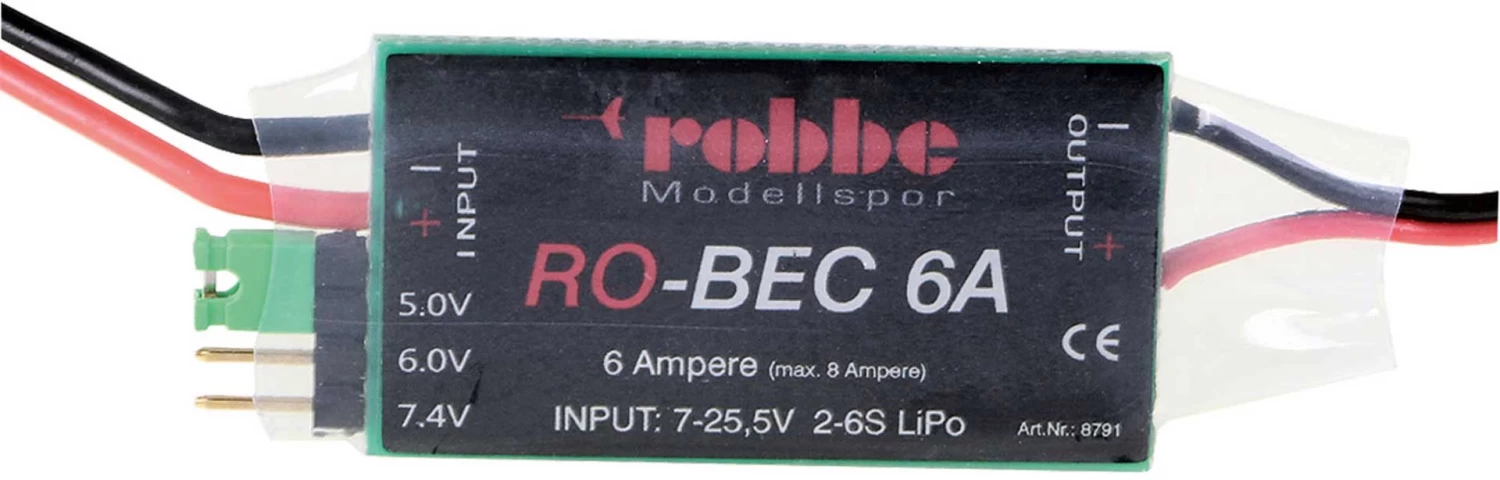 robbe
Modellspor
RO-BEC 6A
6 Ampere (max. 8 Ampere)
INPUT: 7-25,5V 2-6S LiPo
Art.Nr.: 8791
− +
INPUT
5.0V
6.0V
7.4V
− +
OUTPUT
CE